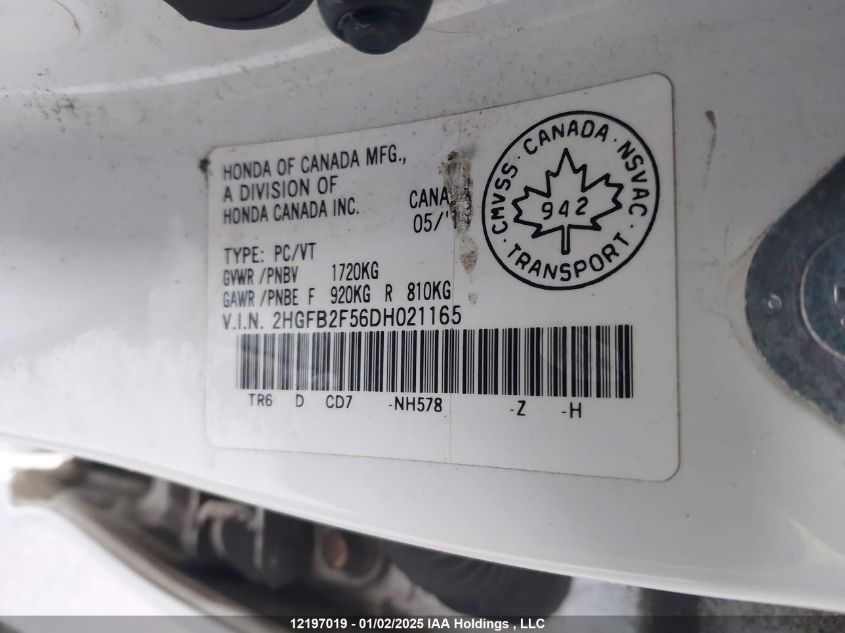 HONDA OF CANADA MFG.,
A DIVISION OF
HONDA CANADA INC.
CANA
05/'1
TYPE: PC/VT
GVWR /PNBV 1720KG
GAWR /PNBE F 920KG R 810KG
V.I.N. 2HGFB2F56DH021165
TR6 D CD7 -NH578 -Z -H
CMVSS · CANADA · NSVAC · TRANSPORT ·
942
12197019 - 01/02/2025 IAA Holdings , LLC